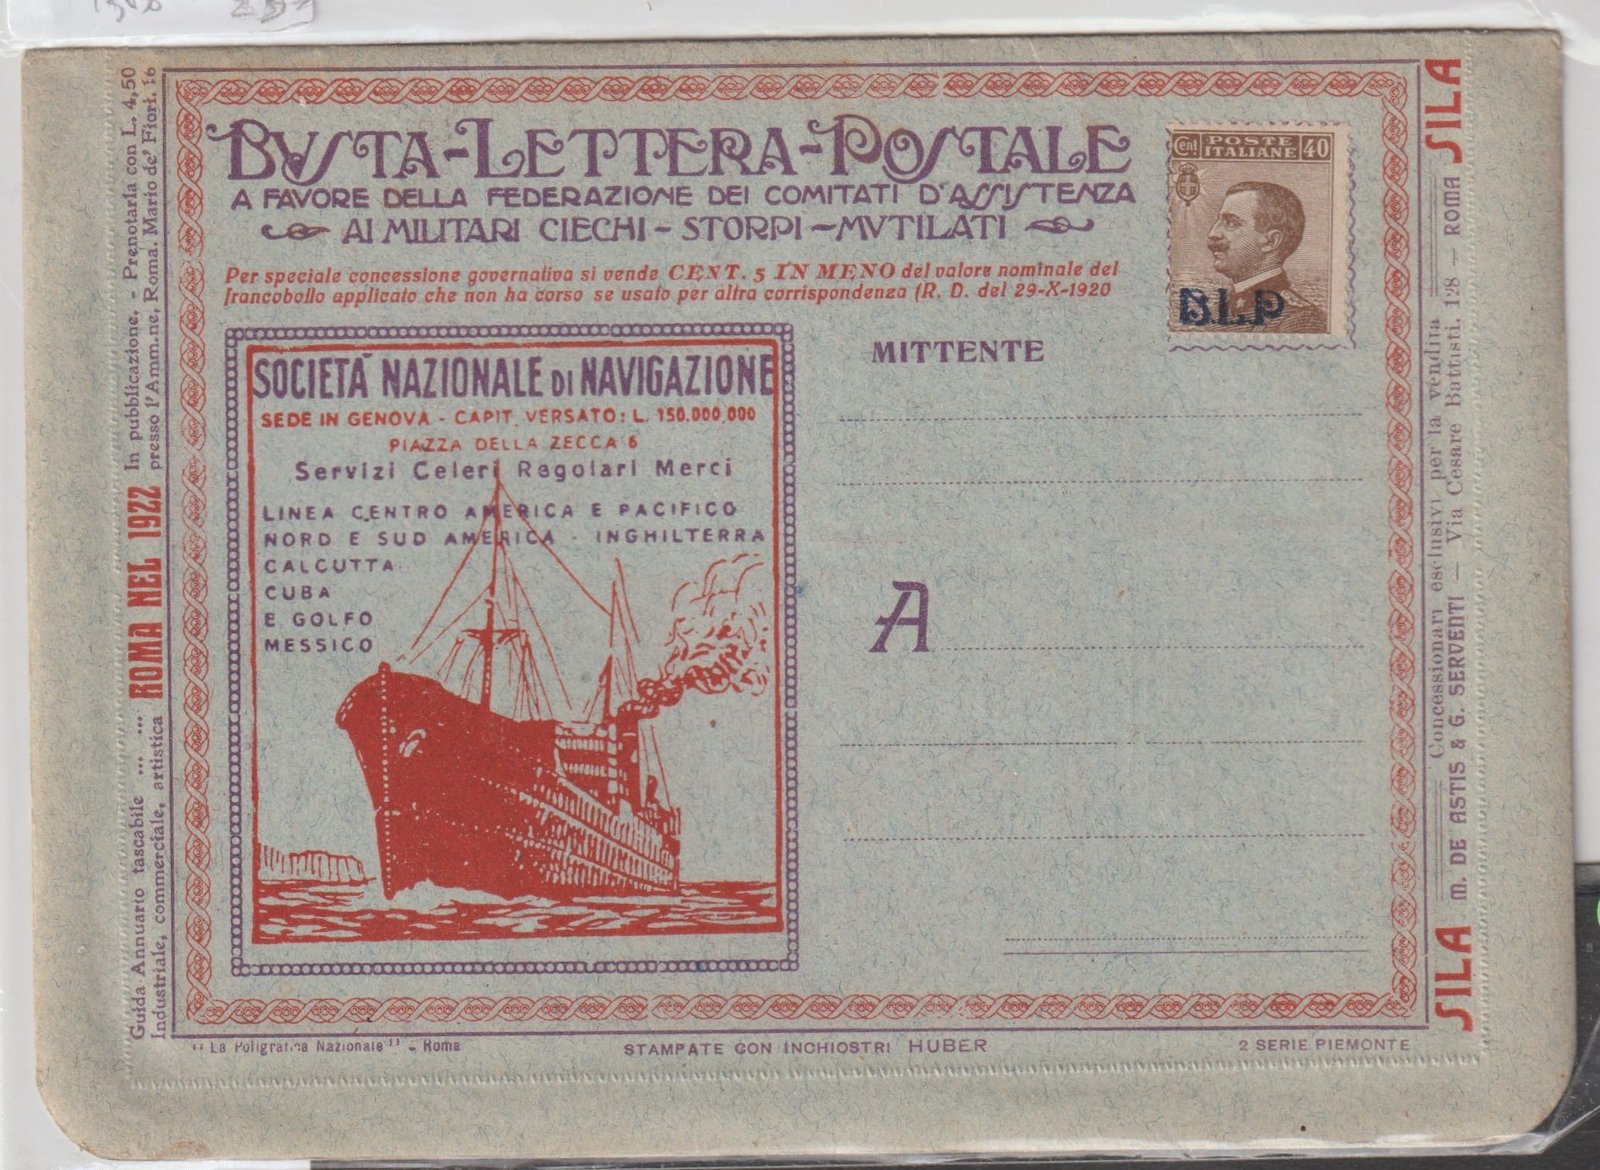 BUSTA-LETTERA-POSTALE
A FAVORE DELLA FEDERAZIONE DEI COMITATI D'ASSISTENZA
AI MILITARI CIECHI - STORPI - MVTILATI
Per speciale concessione governativa si vende CENT. 5 IN MENO del valore nominale del
francobollo applicato che non ha corso se usato per altra corrispondenza (R. D. del 29-X-1920
Cent POSTE ITALIANE 40
B.L.P
SOCIETÀ NAZIONALE DI NAVIGAZIONE
SEDE IN GENOVA - CAPIT. VERSATO: L. 150.000.000
PIAZZA DELLA ZECCA 6
Servizi Celeri Regolari Merci
LINEA CENTRO AMERICA E PACIFICO
NORD E SUD AMERICA - INGHILTERRA
CALCUTTA
CUBA
E GOLFO
MESSICO
MITTENTE
A
Guida Annuario tascabile ... ...
Industriale, commerciale, artistica
ROMA NEL 1922
In pubblicazione. - Prenotarla con L. 4,50
presso l'Amm.ne, Roma. Mario de' Fiori, 16
SILA
Concessionari esclusivi per la vendita
M. DE ASTIS & G. SERVENTI — Via Cesare Battisti, 128 — ROMA
SILA
"La Poligrafica Nazionale" - Roma
STAMPATE CON INCHIOSTRI HUBER
2 SERIE PIEMONTE